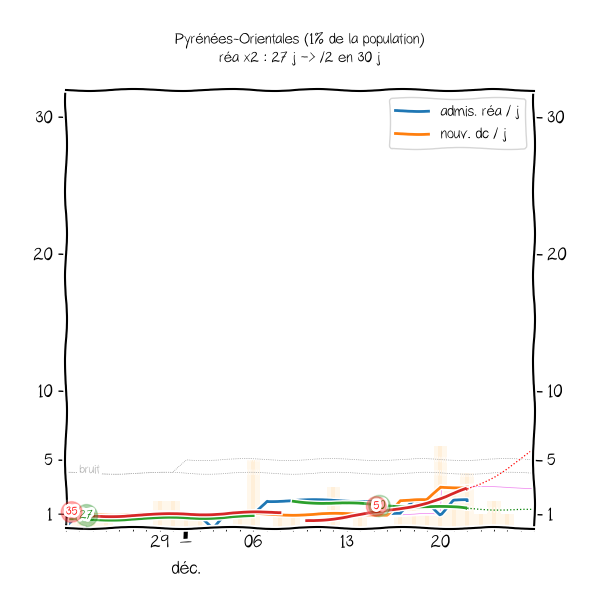 Pyrénées-Orientales (1% de la population)
réa x2 : 27 j -> /2 en 30 j
admis. réa / j
nouv. dc / j
30 30
20 20
10 10
5 5
bruit
1 1
35 27
29 06 13 20
déc.